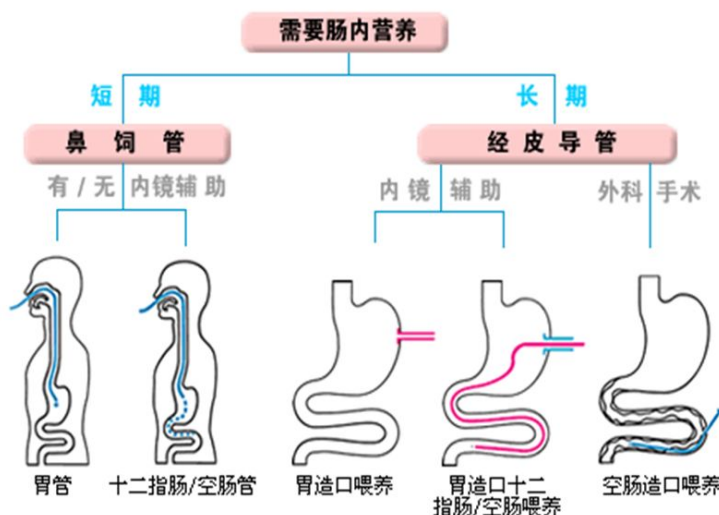 需要肠内营养
短期
长期
鼻饲管
经皮导管
有/无 内镜辅助
内镜 辅助
外科 手术
胃管
十二指肠/空肠管
胃造口喂养
胃造口十二
指肠/空肠喂养
空肠造口喂养